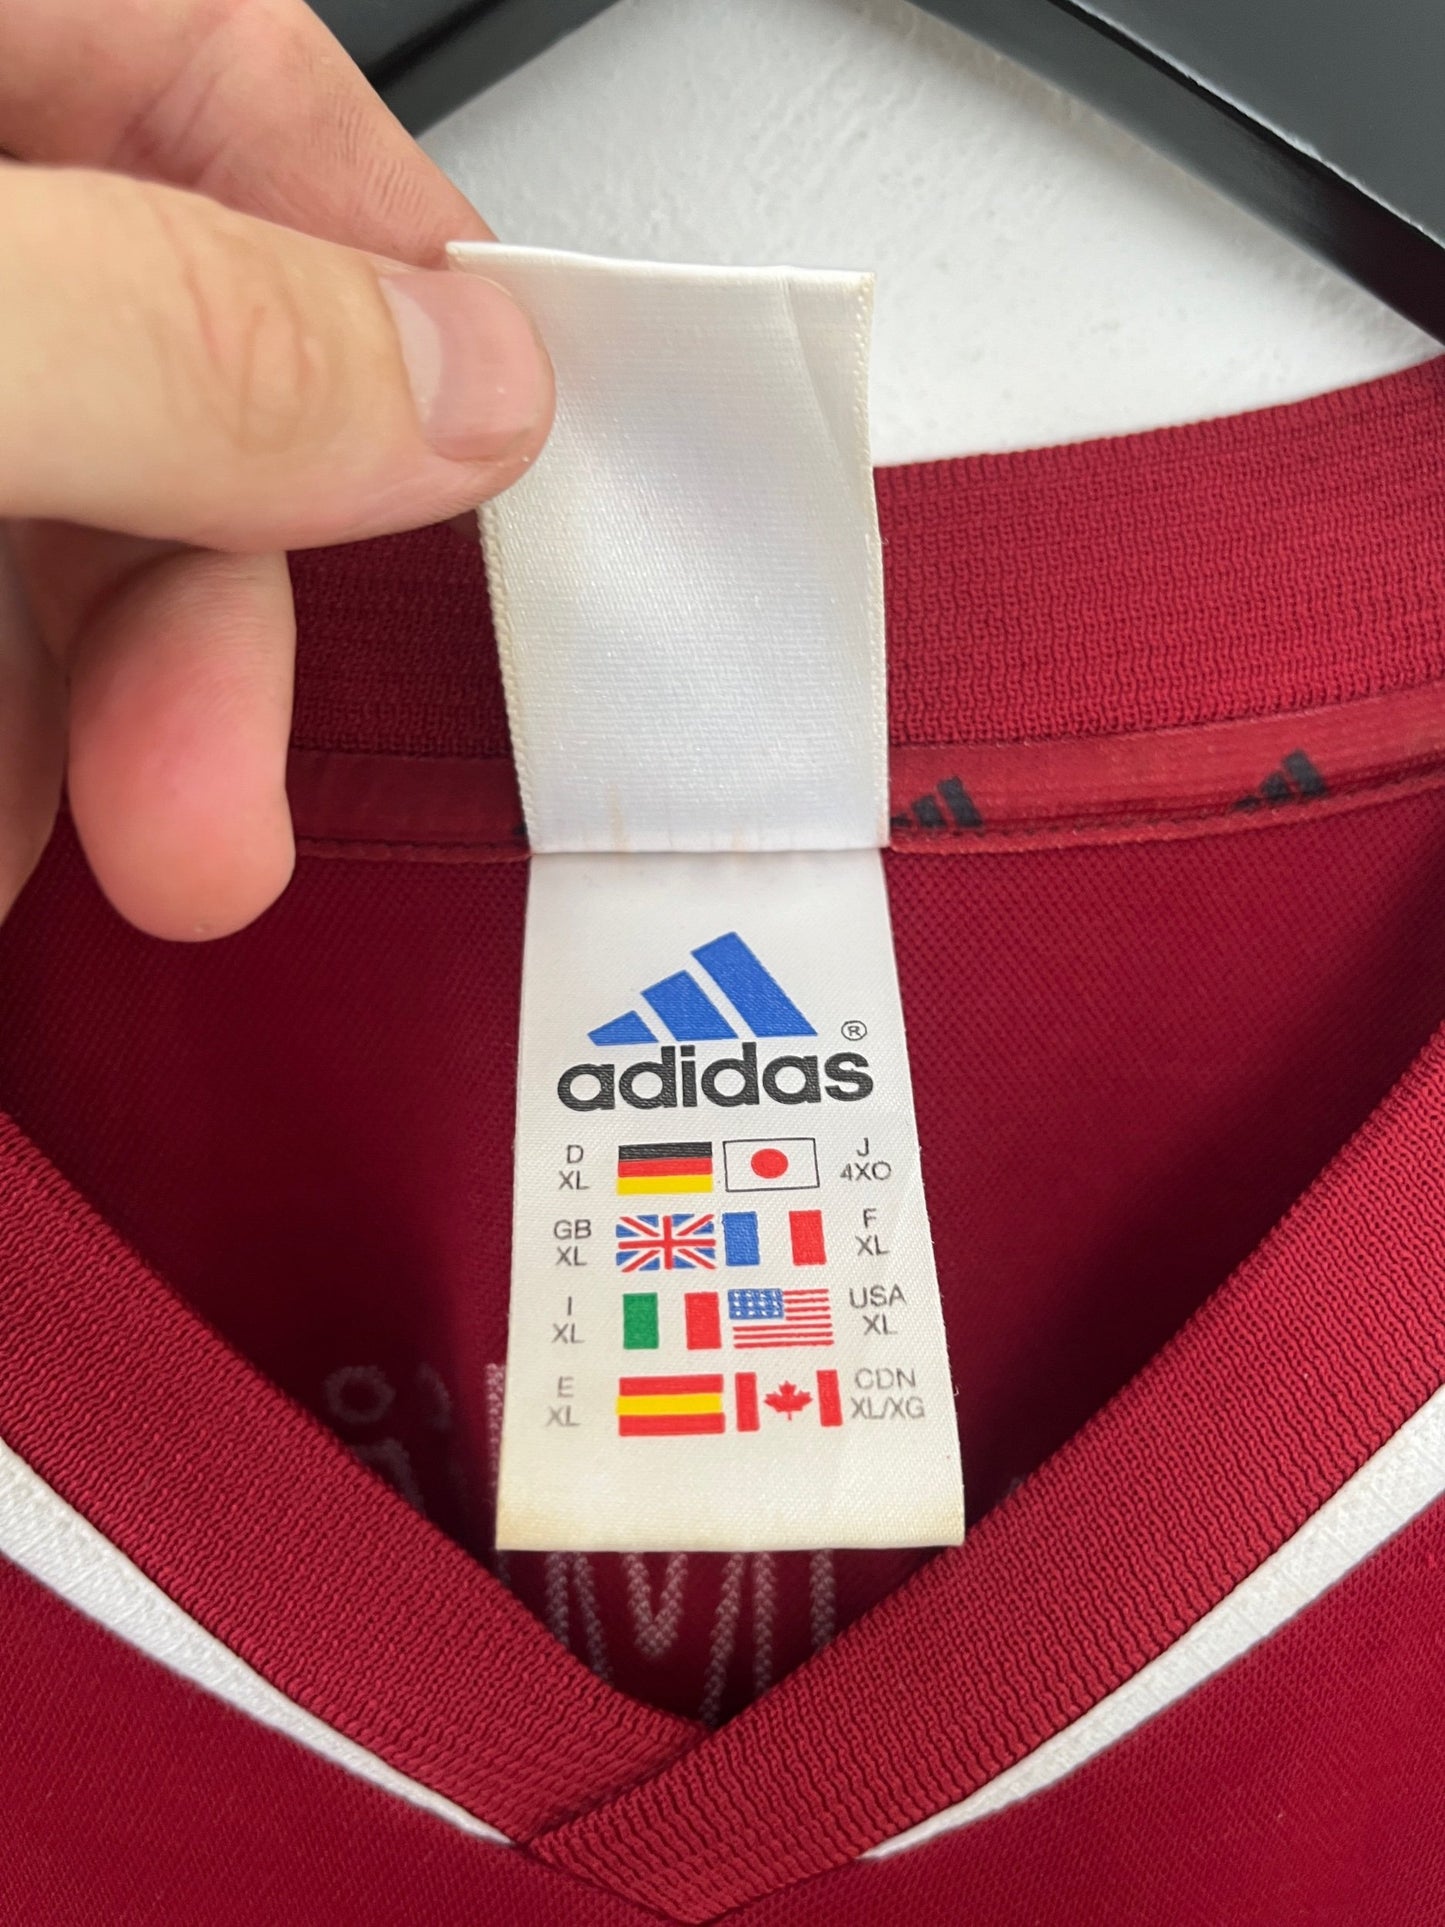 adidas®
D J
XL 4XO
GB F
XL XL
I USA
XL XL
E CDN
XL XL/XG